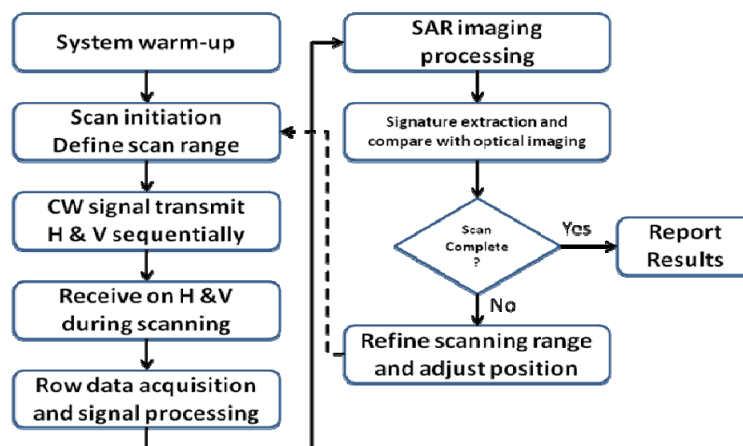 System warm-up
Scan initiation
Define scan range
CW signal transmit
H & V sequentially
Receive on H &V
during scanning
Row data acquisition
and signal processing
SAR imaging
processing
Signature extraction and
compare with optical imaging
Scan
Complete
?
Yes
Report
Results
No
Refine scanning range
and adjust position